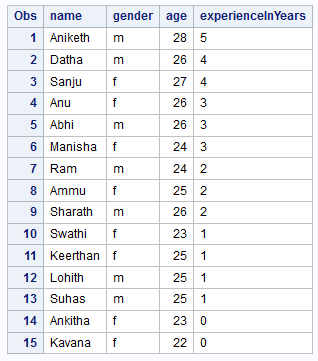 Obs name gender age experienceInYears
1 Aniketh m 28 5
2 Datha m 26 4
3 Sanju f 27 4
4 Anu f 26 3
5 Abhi m 26 3
6 Manisha f 24 3
7 Ram m 24 2
8 Ammu f 25 2
9 Sharath m 26 2
10 Swathi f 23 1
11 Keerthan f 25 1
12 Lohith m 25 1
13 Suhas m 25 1
14 Ankitha f 23 0
15 Kavana f 22 0